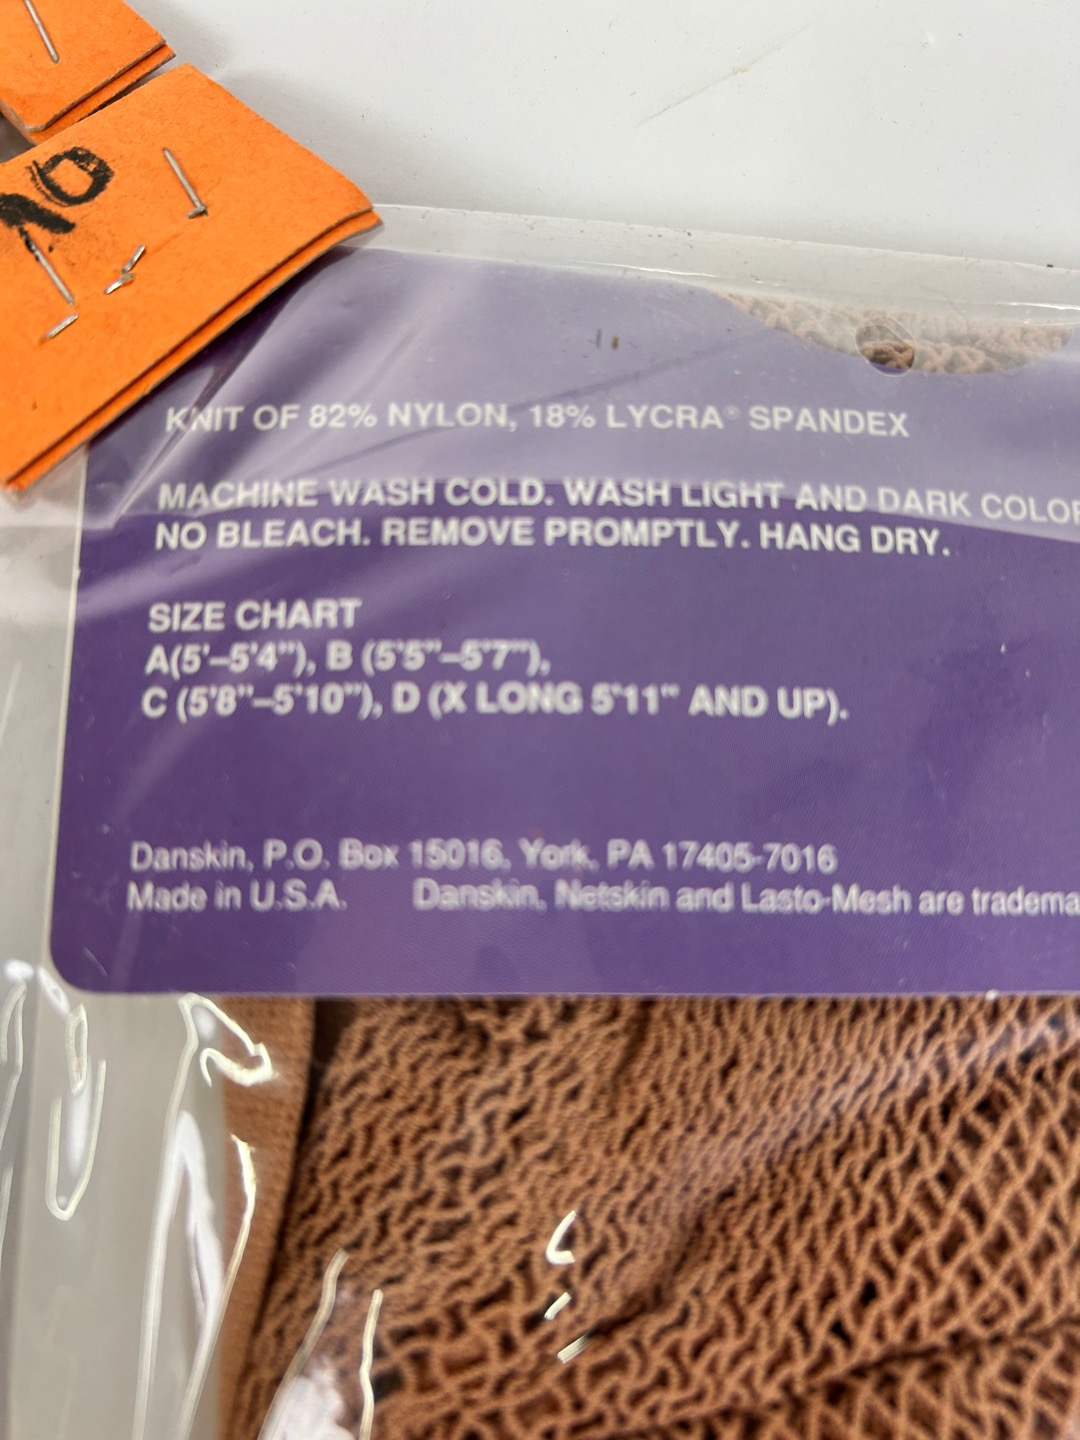 KNIT OF 82% NYLON, 18% LYCRA® SPANDEX
MACHINE WASH COLD. WASH LIGHT AND DARK COLOR
NO BLEACH. REMOVE PROMPTLY. HANG DRY.
SIZE CHART
A(5'–5'4"), B (5'5"–5'7"),
C (5'8"–5'10"), D (X LONG 5'11" AND UP).
Danskin, P.O. Box 15016, York, PA 17405-7016
Made in U.S.A. Danskin, Netskin and Lasto-Mesh are tradema